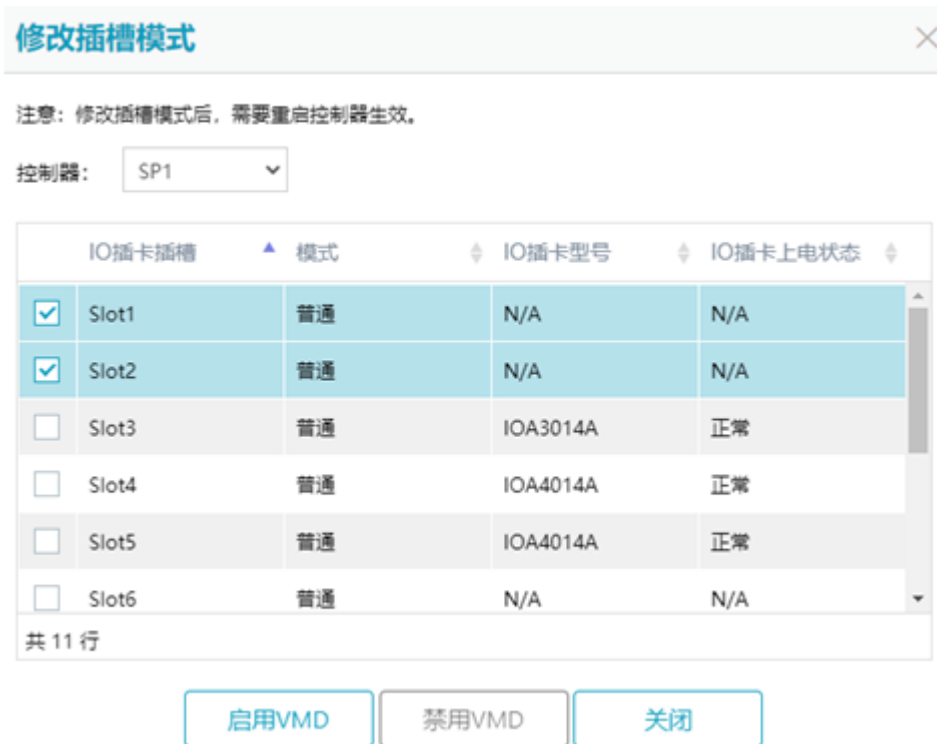 修改插槽模式
注意：修改插槽模式后，需要重启控制器生效。
控制器： SP1
IO插卡插槽 模式 IO插卡型号 IO插卡上电状态
Slot1 普通 N/A N/A
Slot2 普通 N/A N/A
Slot3 普通 IOA3014A 正常
Slot4 普通 IOA4014A 正常
Slot5 普通 IOA4014A 正常
Slot6 普通 N/A N/A
共 11 行
启用VMD 禁用VMD 关闭